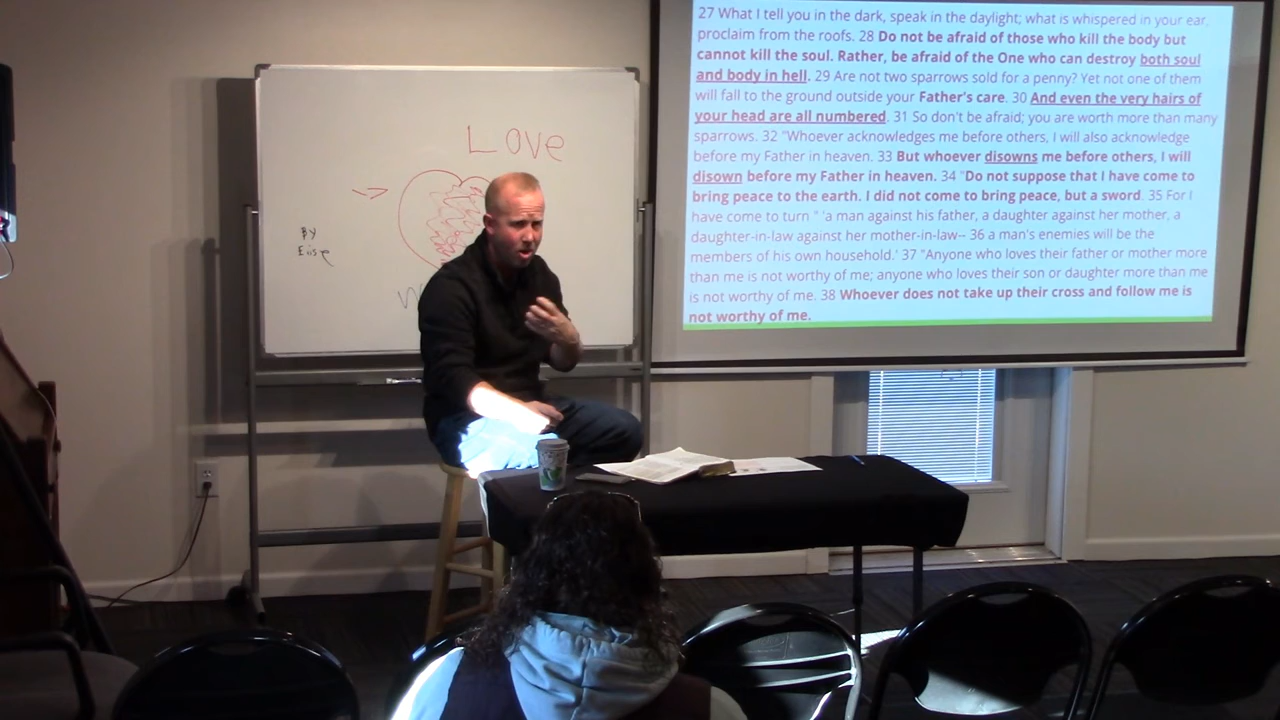 27 What I tell you in the dark, speak in the daylight; what is whispered in your ear,
proclaim from the roofs. 28 Do not be afraid of those who kill the body but
cannot kill the soul. Rather, be afraid of the One who can destroy both soul
and body in hell. 29 Are not two sparrows sold for a penny? Yet not one of them
will fall to the ground outside your Father's care. 30 And even the very hairs of
your head are all numbered. 31 So don't be afraid; you are worth more than many
sparrows. 32 "Whoever acknowledges me before others, I will also acknowledge
before my Father in heaven. 33 But whoever disowns me before others, I will
disown before my Father in heaven. 34 "Do not suppose that I have come to
bring peace to the earth. I did not come to bring peace, but a sword. 35 For I
have come to turn " 'a man against his father, a daughter against her mother, a
daughter-in-law against her mother-in-law-- 36 a man's enemies will be the
members of his own household.' 37 "Anyone who loves their father or mother more
than me is not worthy of me; anyone who loves their son or daughter more than me
is not worthy of me. 38 Whoever does not take up their cross and follow me is
not worthy of me.
Love
By